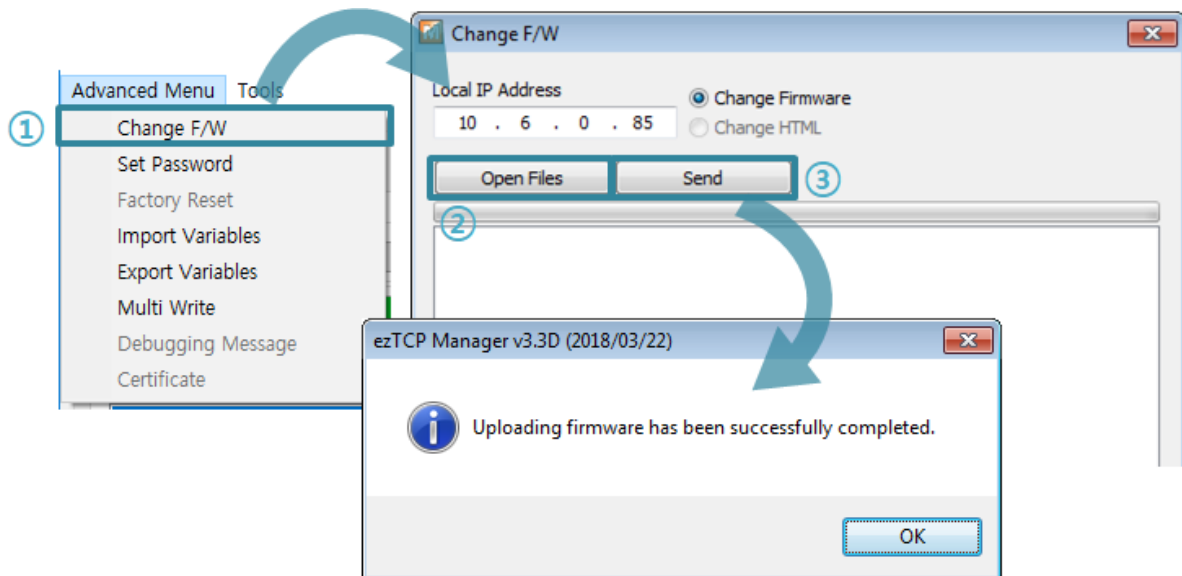 Advanced Menu Tools
① Change F/W
Set Password
Factory Reset
Import Variables
Export Variables
Multi Write
Debugging Message
Certificate
Change F/W
Local IP Address
10 . 6 . 0 . 85
Change Firmware
Change HTML
Open Files Send ③
②
ezTCP Manager v3.3D (2018/03/22)
Uploading firmware has been successfully completed.
OK